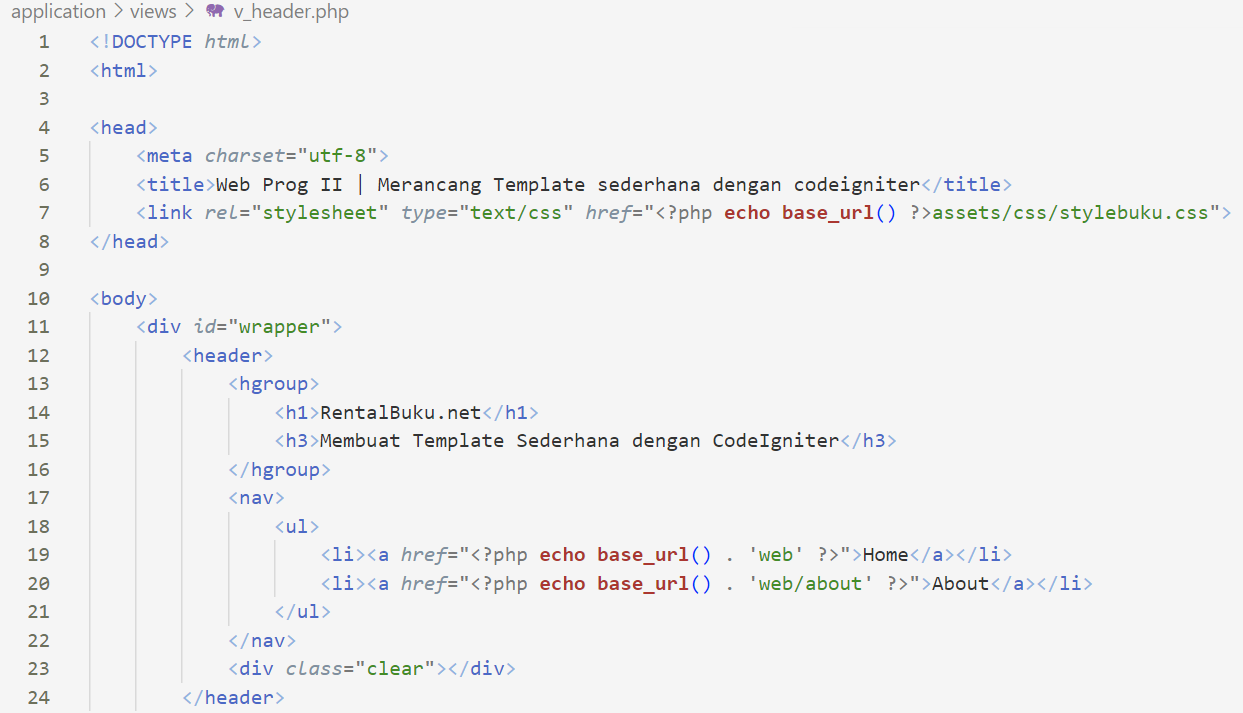 application > views > v_header.php
1 <!DOCTYPE html>
2 <html>
3
4 <head>
5     <meta charset="utf-8">
6     <title>Web Prog II | Merancang Template sederhana dengan codeigniter</title>
7     <link rel="stylesheet" type="text/css" href="<?php echo base_url() ?>assets/css/stylebuku.css">
8 </head>
9
10 <body>
11     <div id="wrapper">
12         <header>
13             <hgroup>
14                 <h1>RentalBuku.net</h1>
15                 <h3>Membuat Template Sederhana dengan CodeIgniter</h3>
16             </hgroup>
17             <nav>
18                 <ul>
19                     <li><a href="<?php echo base_url() . 'web' ?>">Home</a></li>
20                     <li><a href="<?php echo base_url() . 'web/about' ?>">About</a></li>
21                 </ul>
22             </nav>
23             <div class="clear"></div>
24         </header>